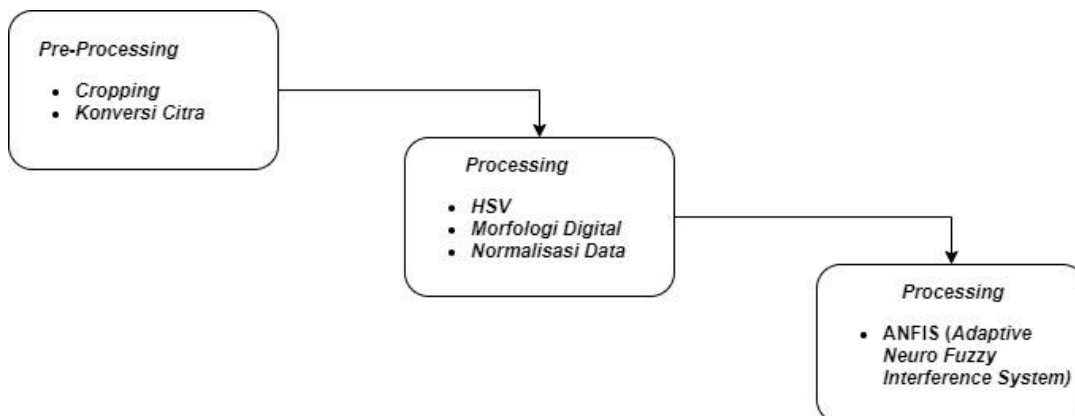 Pre-Processing
• Cropping
• Konversi Citra
Processing
• HSV
• Morfologi Digital
• Normalisasi Data
Processing
• ANFIS (Adaptive
Neuro Fuzzy
Interference System)